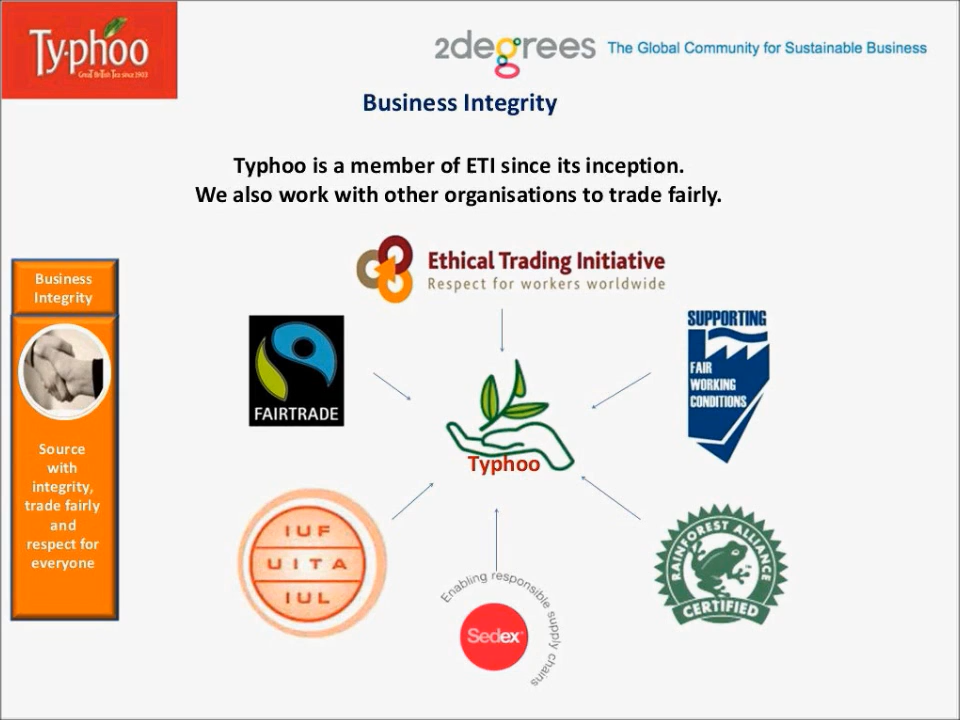 Ty·phoo
GreaT BriTish Tea since 1903
2degrees
The Global Community for Sustainable Business
Business Integrity
Typhoo is a member of ETI since its inception.
We also work with other organisations to trade fairly.
Ethical Trading Initiative
Respect for workers worldwide
Business
Integrity
Source
with
integrity,
trade fairly
and
respect for
everyone
FAIRTRADE
SUPPORTING
FAIR
WORKING
CONDITIONS
Typhoo
IUF
UITA
IUL
Enabling responsible supply chains
Sedex
RAINFOREST ALLIANCE
CERTIFIED